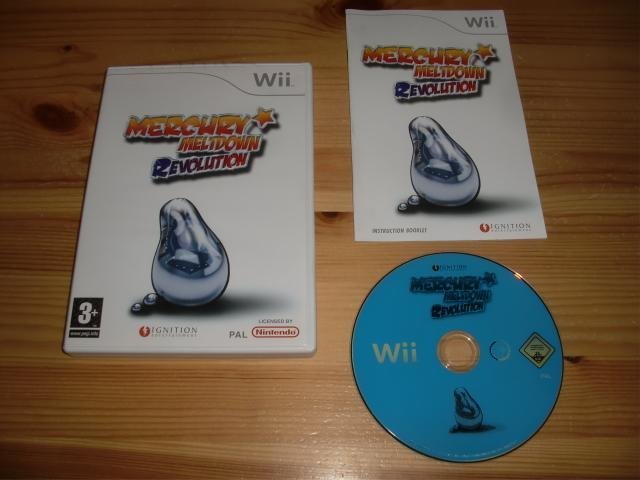 Wii
MERCURY
MELTDOWN
REVOLUTION
3+
www.pegi.info
IGNITION
entertainment
PAL
LICENSED BY
Nintendo
Wii
MERCURY
MELTDOWN
REVOLUTION
INSTRUCTION BOOKLET
IGNITION
entertainment
IGNITION
MERCURY
MELTDOWN
REVOLUTION
Wii
PAL